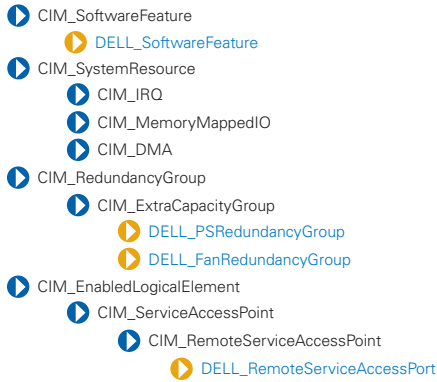 CIM_SoftwareFeature
DELL_SoftwareFeature
CIM_SystemResource
CIM_IRQ
CIM_MemoryMappedIO
CIM_DMA
CIM_RedundancyGroup
CIM_ExtraCapacityGroup
DELL_PSRedundancyGroup
DELL_FanRedundancyGroup
CIM_EnabledLogicalElement
CIM_ServiceAccessPoint
CIM_RemoteServiceAccessPoint
DELL_RemoteServiceAccessPort